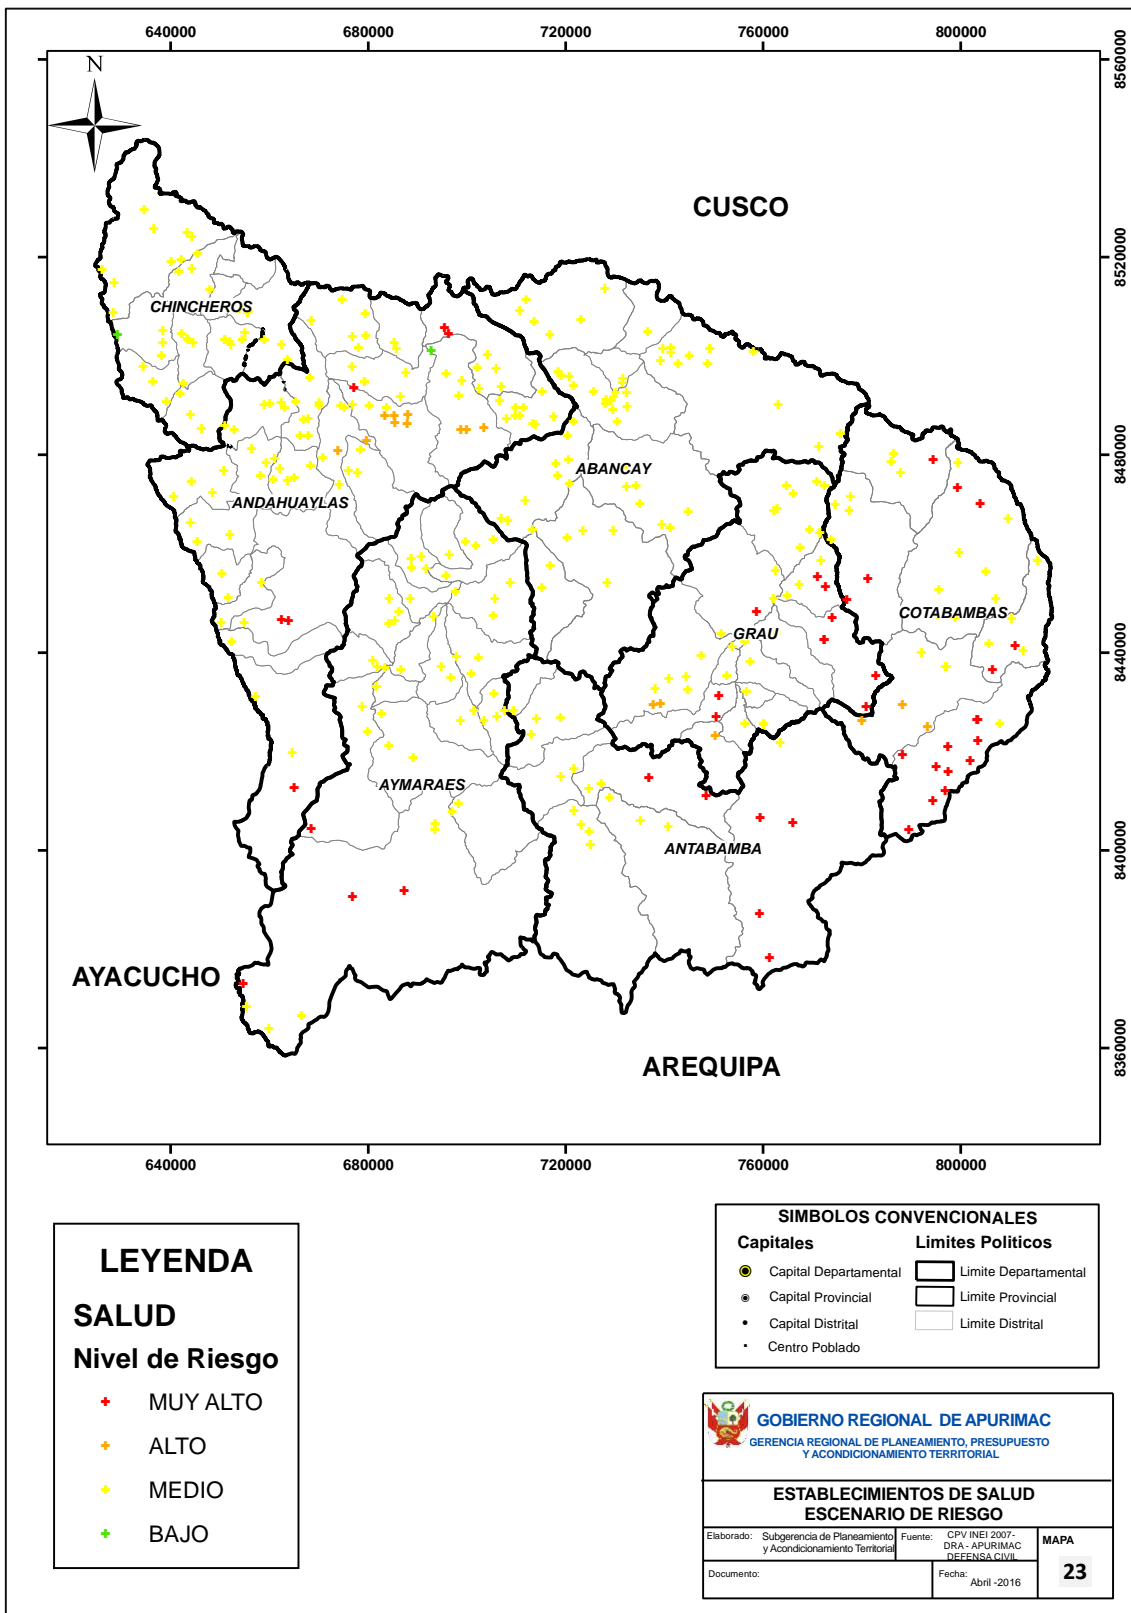 640000 680000 720000 760000 800000
8560000
8520000
8480000
8440000
8400000
8360000
N
CUSCO
CHINCHEROS
ABANCAY
ANDAHUAYLAS
COTABAMBAS
GRAU
AYMARAES
ANTABAMBA
AYACUCHO
AREQUIPA
640000 680000 720000 760000 800000
LEYENDA
SALUD
Nivel de Riesgo
MUY ALTO
ALTO
MEDIO
BAJO
SIMBOLOS CONVENCIONALES
Capitales
Capital Departamental
Capital Provincial
Capital Distrital
Centro Poblado
Limites Politicos
Limite Departamental
Limite Provincial
Limite Distrital
GOBIERNO REGIONAL DE APURIMAC
GERENCIA REGIONAL DE PLANEAMIENTO, PRESUPUESTO
Y ACONDICIONAMIENTO TERRITORIAL
ESTABLECIMIENTOS DE SALUD
ESCENARIO DE RIESGO
Elaborado: Subgerencia de Planeamiento
y Acondicionamiento Territorial
Fuente: CPV INEI 2007-
DRA - APURIMAC
DEFENSA CIVIL
MAPA
23
Documento:
Fecha: Abril -2016